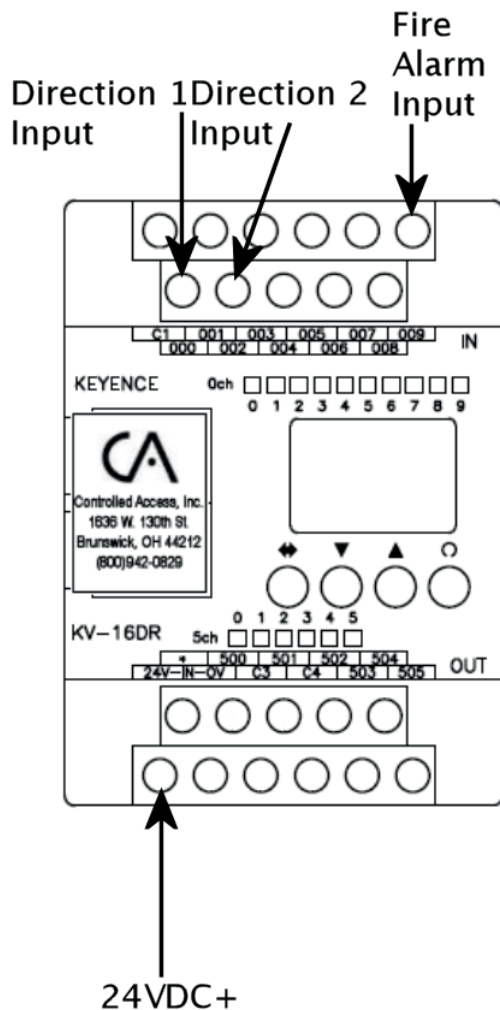 Fire
Alarm
Input
Direction 1
Input
Direction 2
Input
C1 001 003 005 007 009
000 002 004 006 008
IN
KEYENCE
0ch
0 1 2 3 4 5 6 7 8 9
CA
Controlled Access, Inc.
1636 W. 130th St.
Brunswick, OH 44212
(800)942-0829
KV-16DR
0 1 2 3 4 5
5ch
• 500 501 502 504
24V-IN-0V C3 C4 503 505
OUT
24VDC+